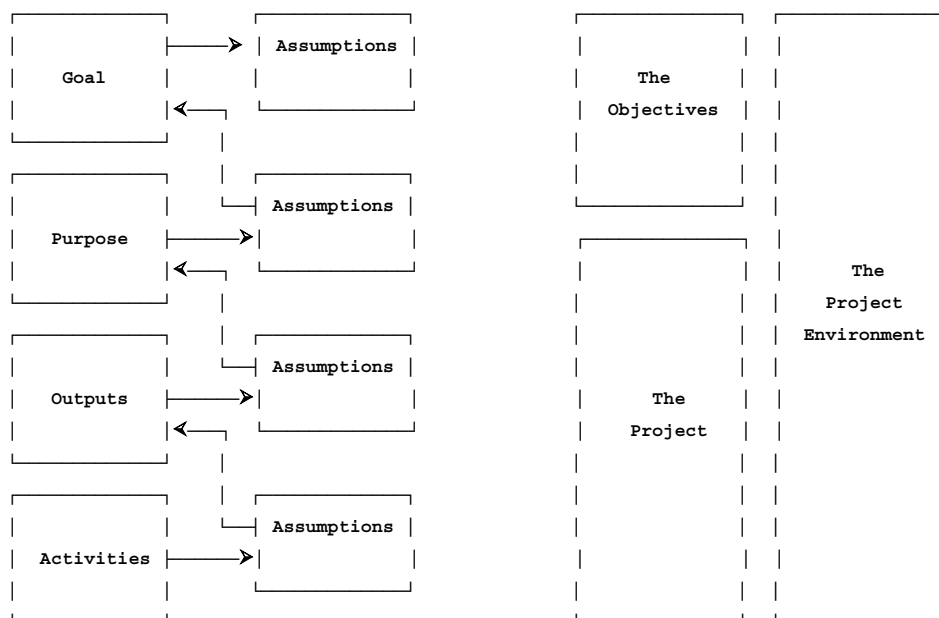 Assumptions
Goal
The
Objectives
Assumptions
Purpose
The
Project
Environment
Assumptions
Outputs
The
Project
Assumptions
Activities